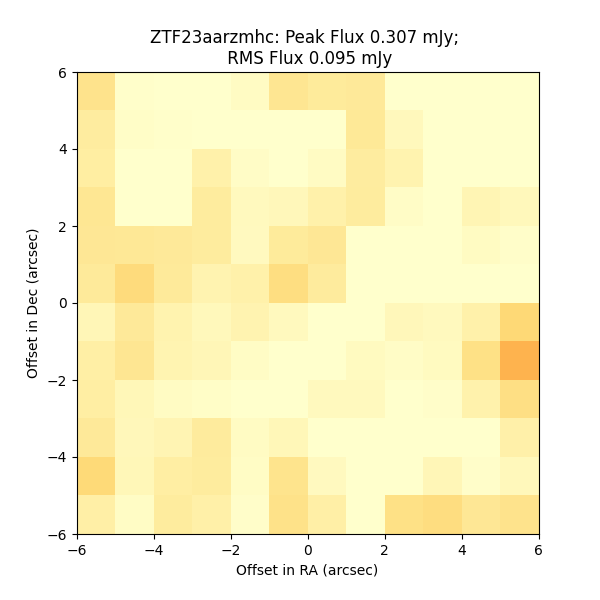 ZTF23aarzmhc: Peak Flux 0.307 mJy;
RMS Flux 0.095 mJy
6
4
2
0
−2
−4
−6
Offset in Dec (arcsec)
−6 −4 −2 0 2 4 6
Offset in RA (arcsec)